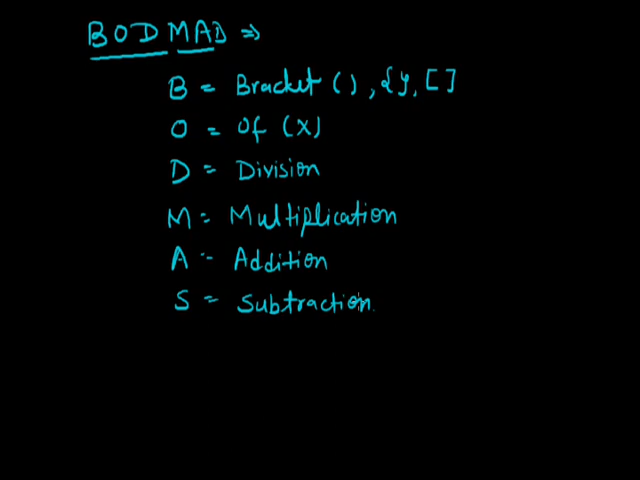 BODMAD ⇒
B = Bracket ( ), { }, [ ]
O = Of (x)
D = Division
M = Multiplication
A - Addition
S = Subtraction